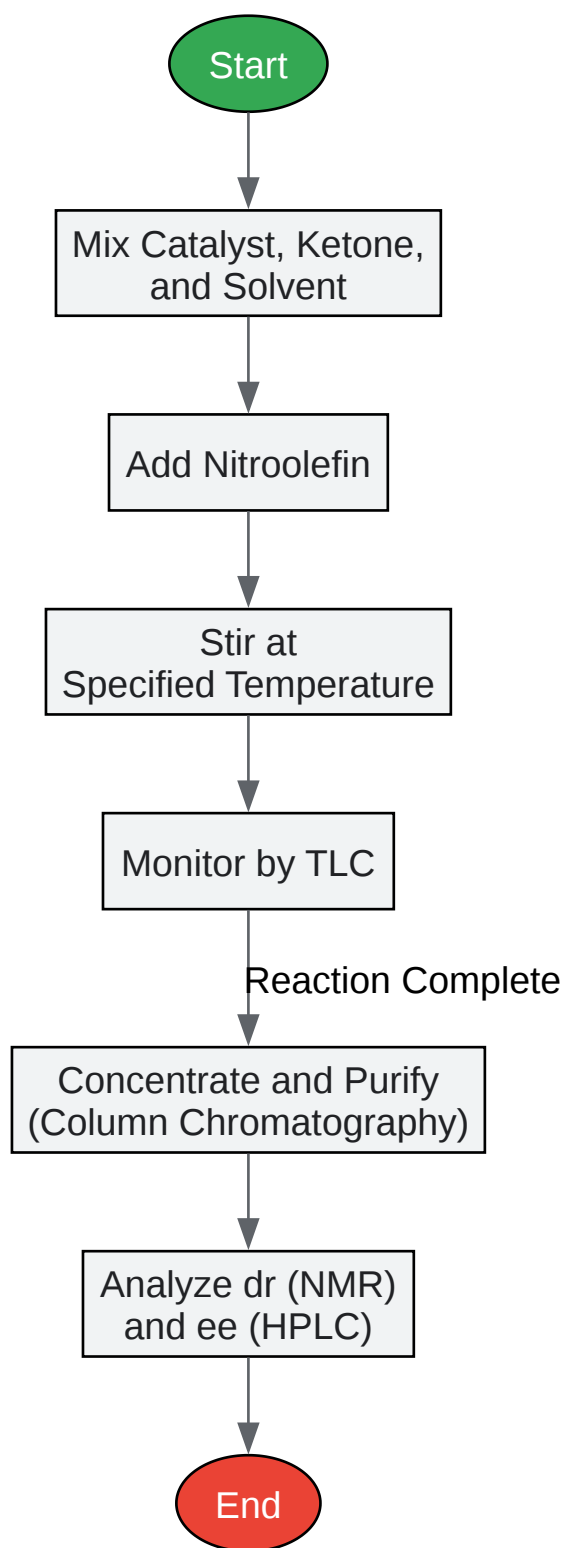 Start
Mix Catalyst, Ketone,
and Solvent
Add Nitroolefin
Stir at
Specified Temperature
Monitor by TLC
Reaction Complete
Concentrate and Purify
(Column Chromatography)
Analyze dr (NMR)
and ee (HPLC)
End